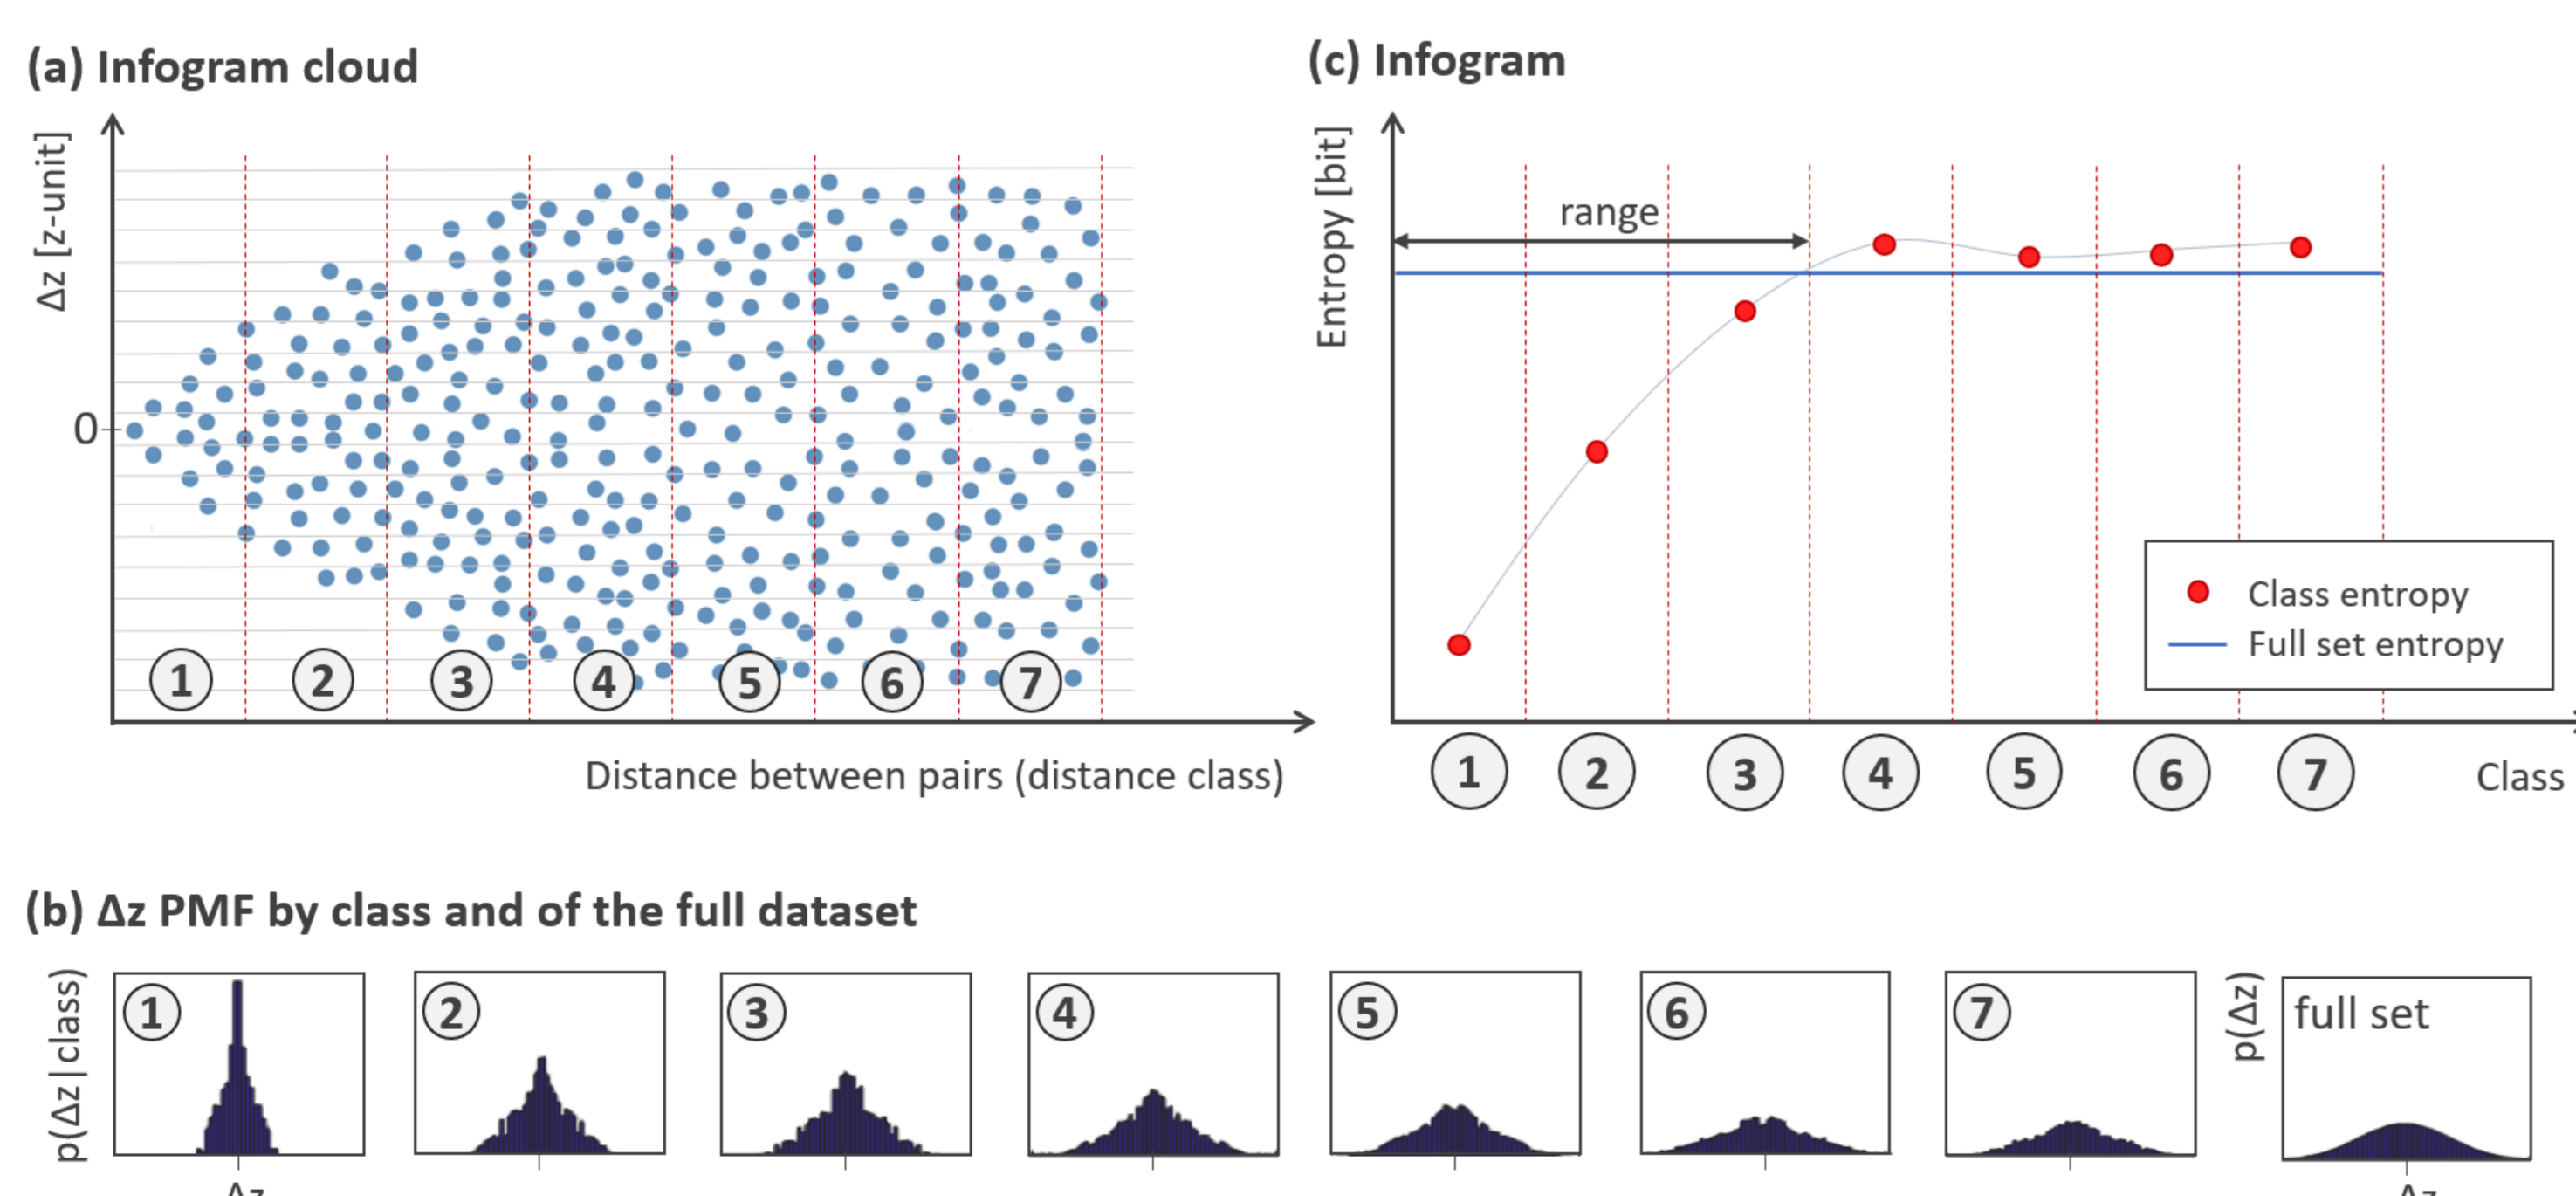 (a) Infogram cloud
Δz [z-unit]
0
1 2 3 4 5 6 7
Distance between pairs (distance class)
(c) Infogram
Entropy [bit]
range
Class entropy
Full set entropy
1 2 3 4 5 6 7
Class
(b) Δz PMF by class and of the full dataset
p(Δz|class)
1 2 3 4 5 6 7
p(Δz)
full set
Δz
Δz